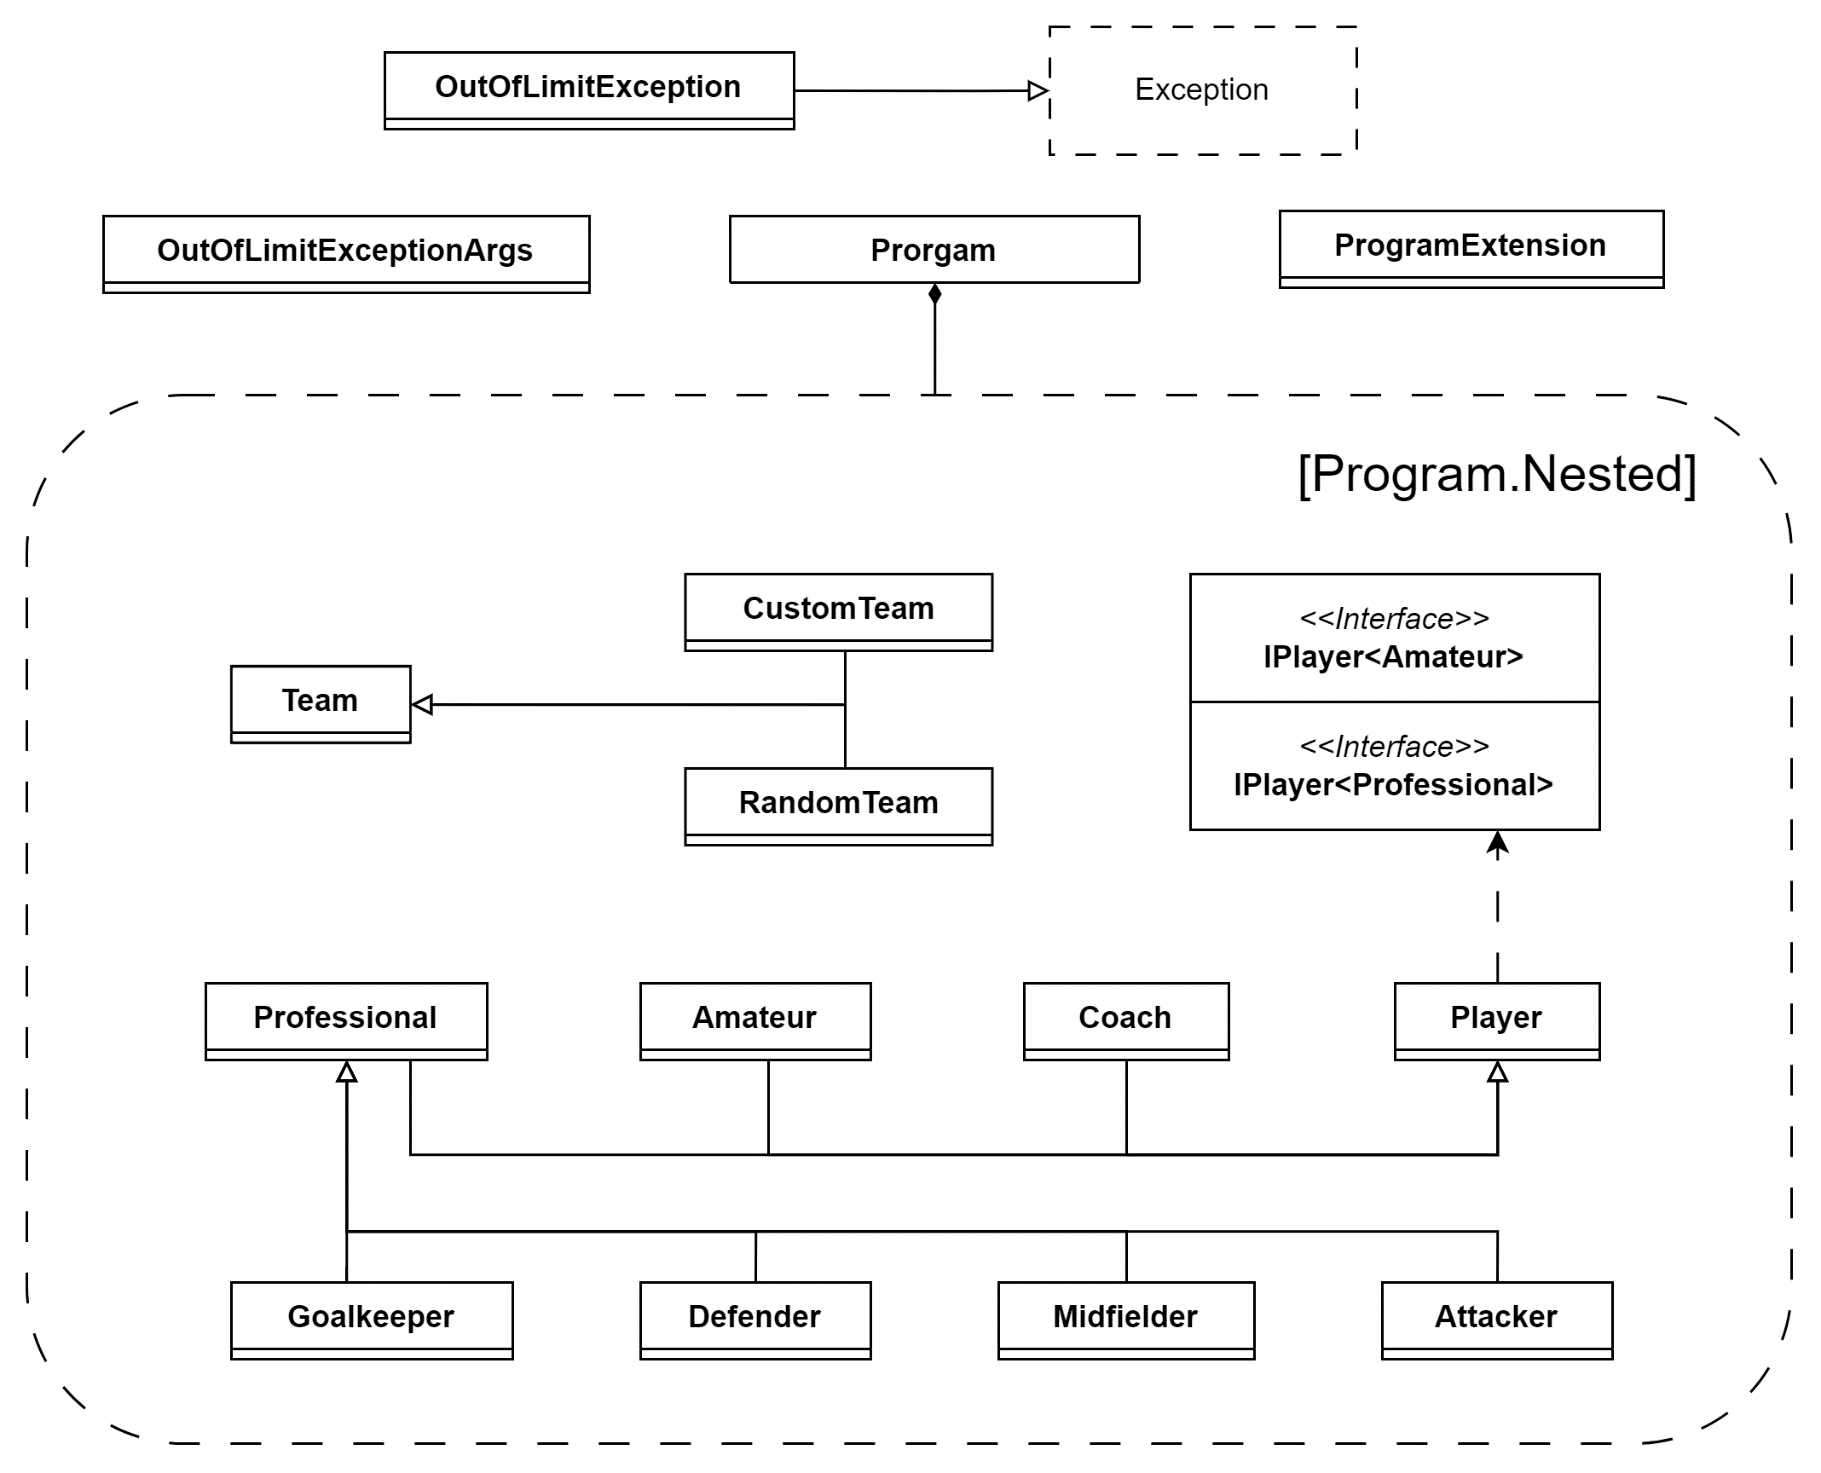 OutOfLimitException
Exception
OutOfLimitExceptionArgs
Prorgam
ProgramExtension
[Program.Nested]
CustomTeam
<<Interface>>
IPlayer<Amateur>
Team
<<Interface>>
IPlayer<Professional>
RandomTeam
Professional
Amateur
Coach
Player
Goalkeeper
Defender
Midfielder
Attacker